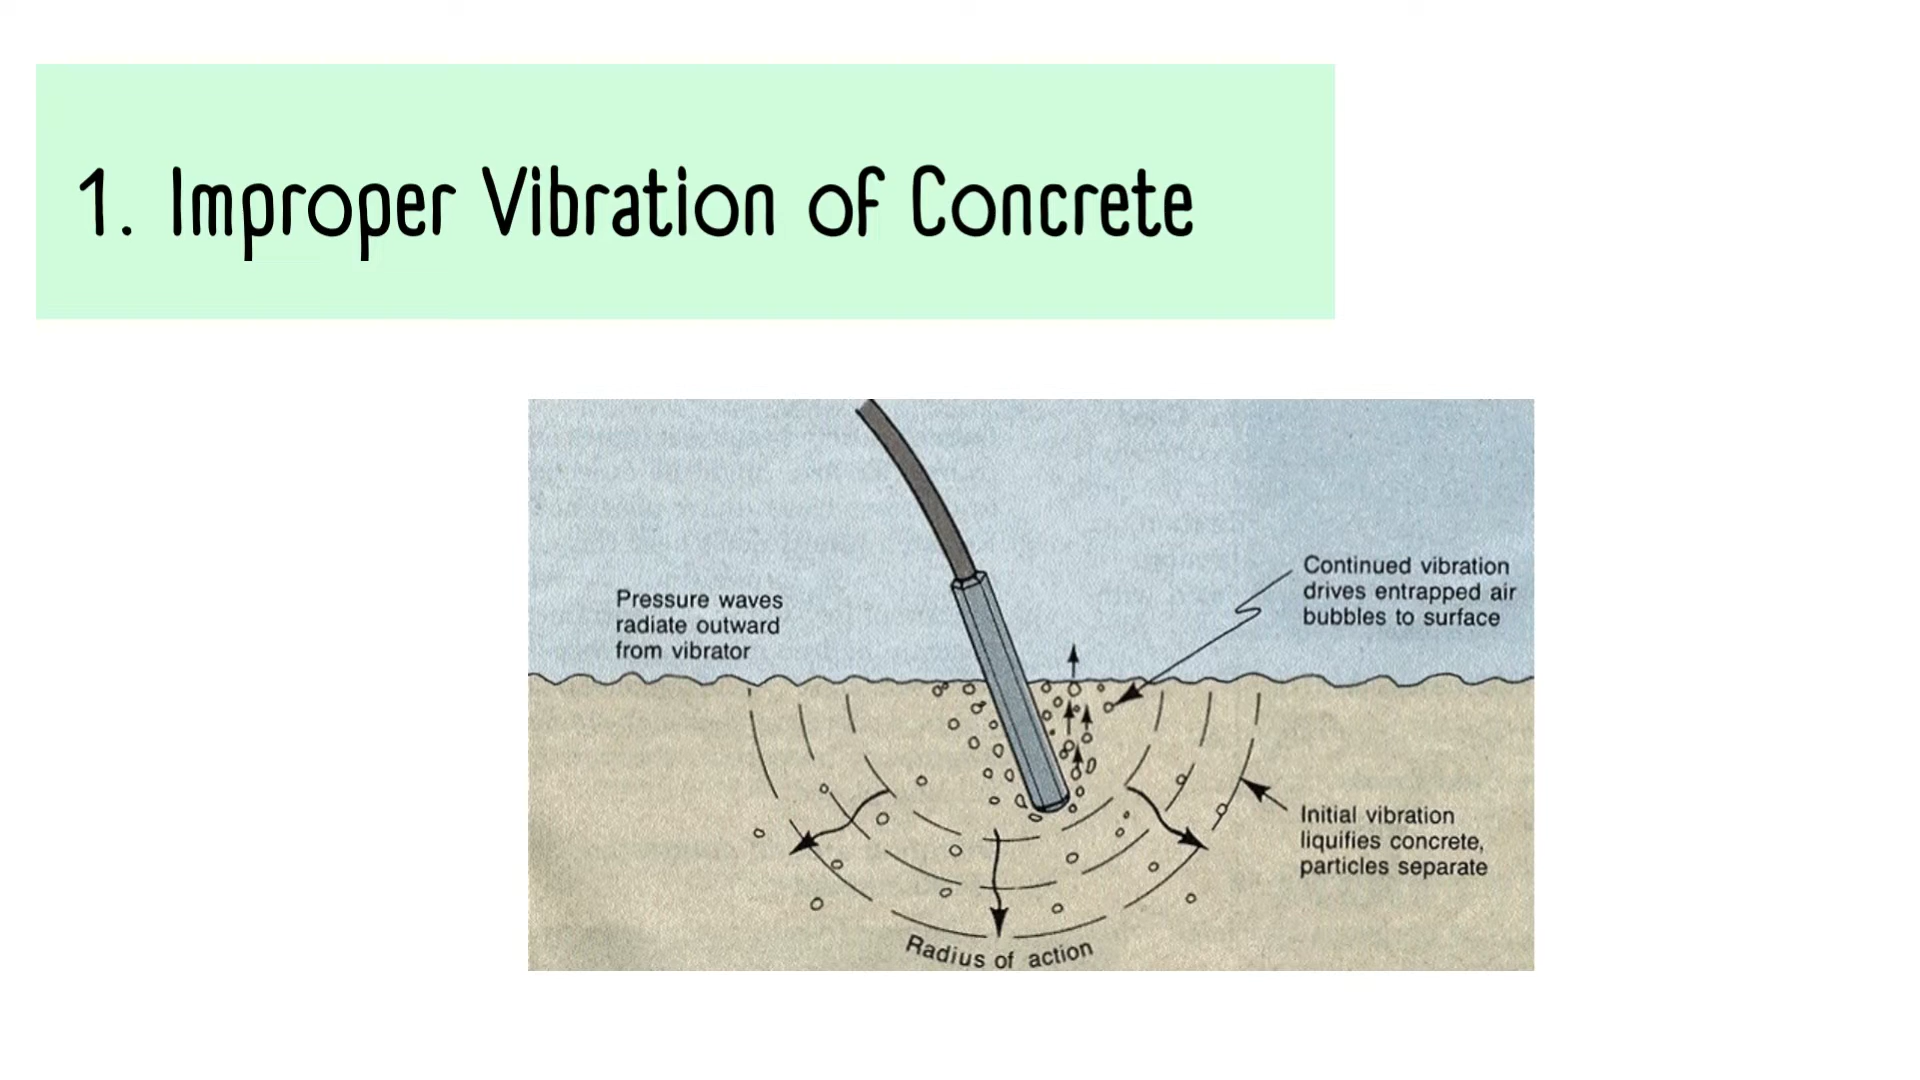 1. Improper Vibration of Concrete
Pressure waves
radiate outward
from vibrator
Continued vibration
drives entrapped air
bubbles to surface
Initial vibration
liquifies concrete,
particles separate
Radius of action